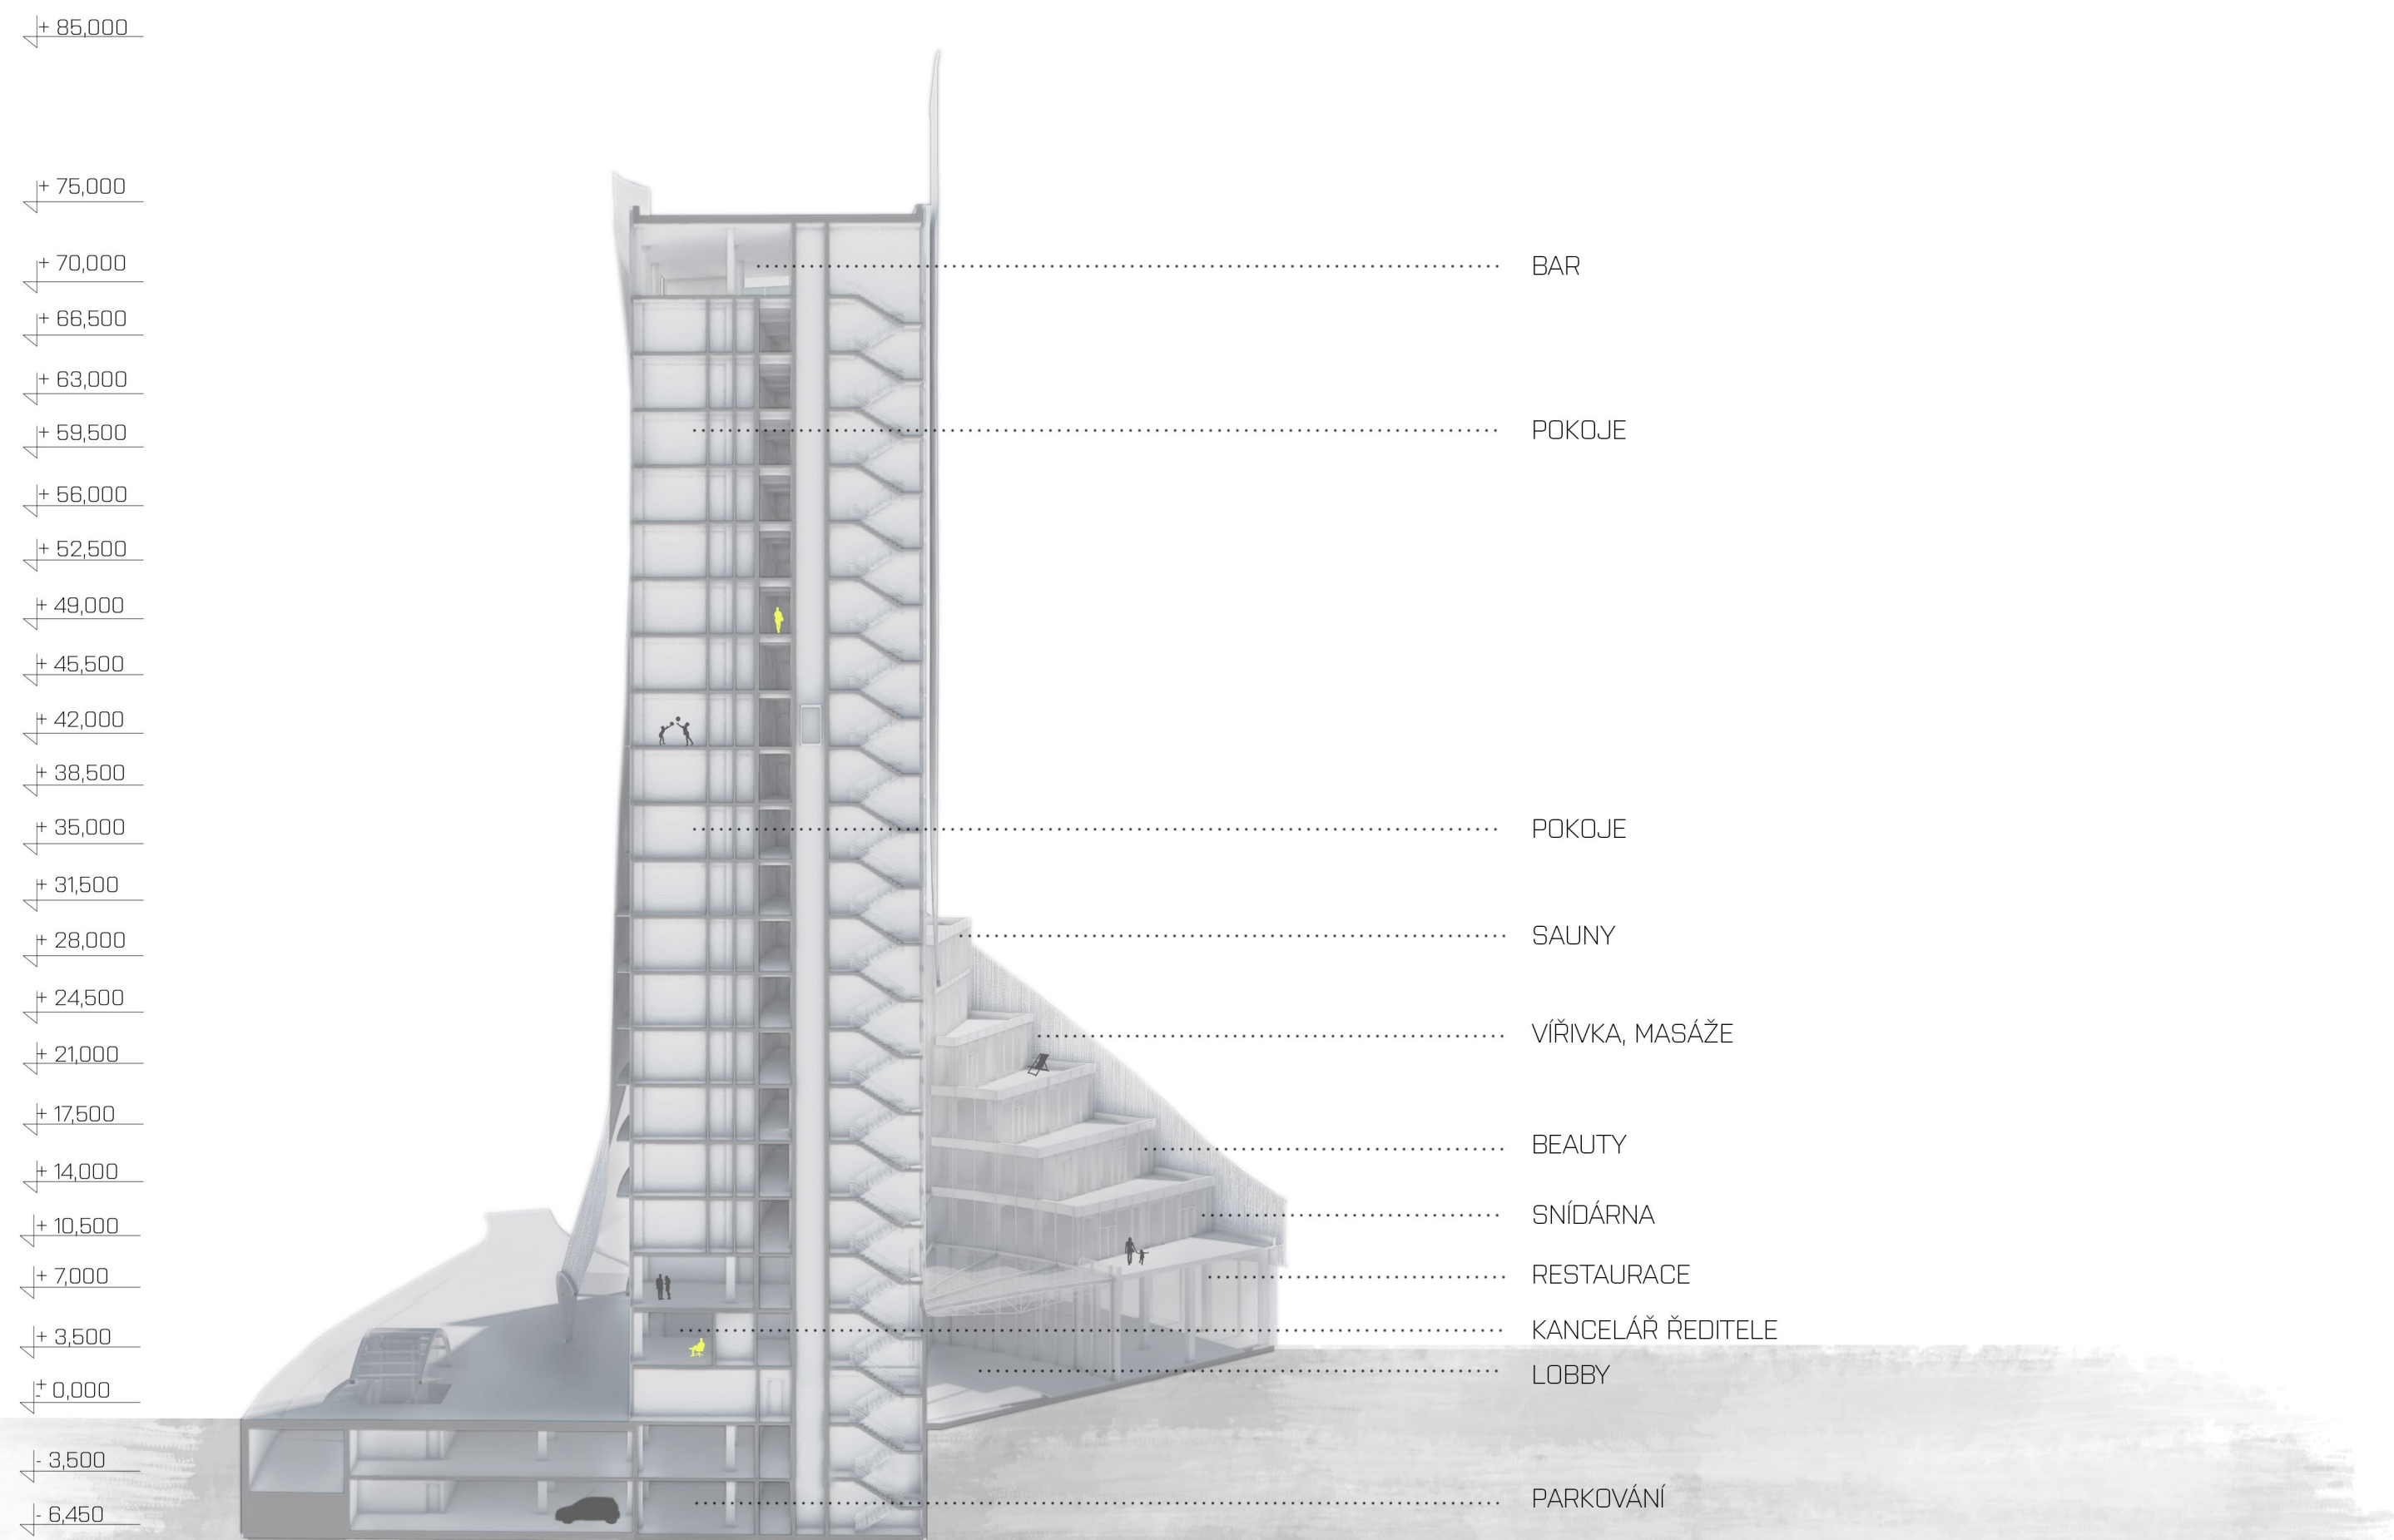 + 85,000
+ 75,000
+ 70,000
BAR
+ 66,500
+ 63,000
+ 59,500
POKOJE
+ 56,000
+ 52,500
+ 49,000
+ 45,500
+ 42,000
+ 38,500
+ 35,000
POKOJE
+ 31,500
+ 28,000
SAUNY
+ 24,500
+ 21,000
VÍŘIVKA, MASÁŽE
+ 17,500
BEAUTY
+ 14,000
+ 10,500
SNÍDÁRNA
+ 7,000
RESTAURACE
+ 3,500
KANCELÁŘ ŘEDITELE
LOBBY
± 0,000
- 3,500
- 6,450
PARKOVÁNÍ